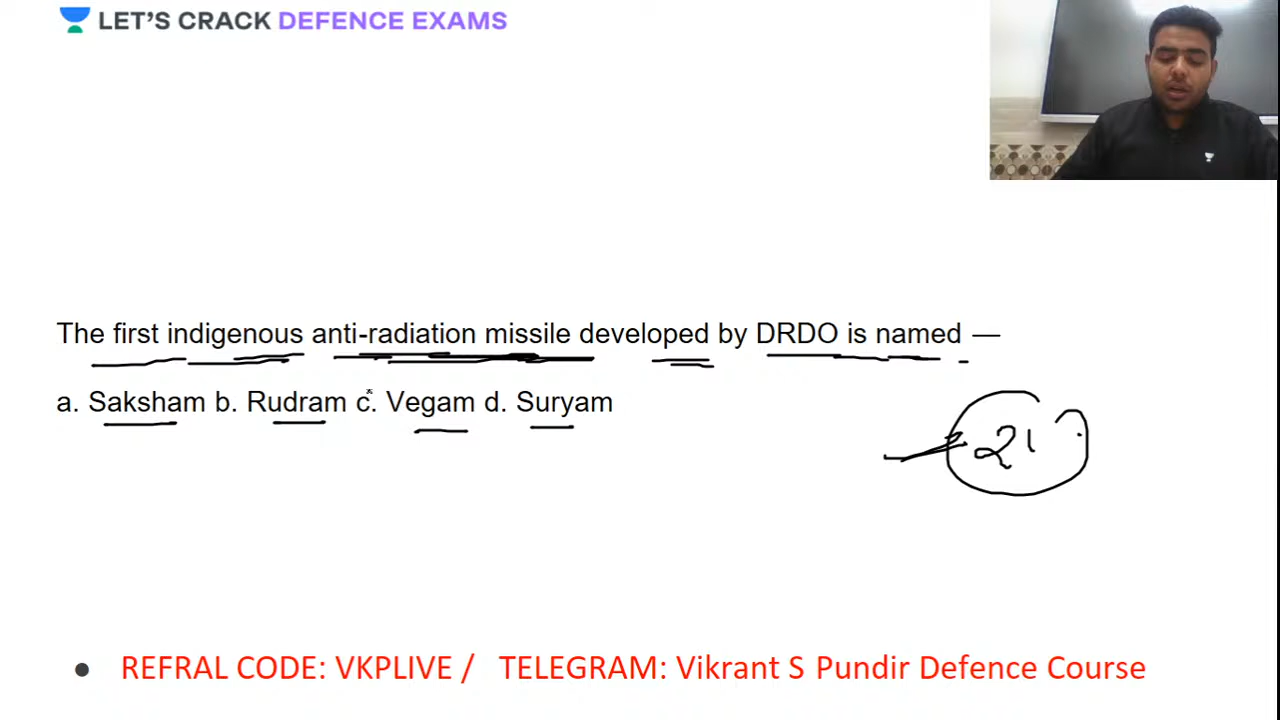 LET'S CRACK DEFENCE EXAMS
The first indigenous anti-radiation missile developed by DRDO is named —
a. Saksham b. Rudram c. Vegam d. Suryam
21
REFRAL CODE: VKPLIVE / TELEGRAM: Vikrant S Pundir Defence Course